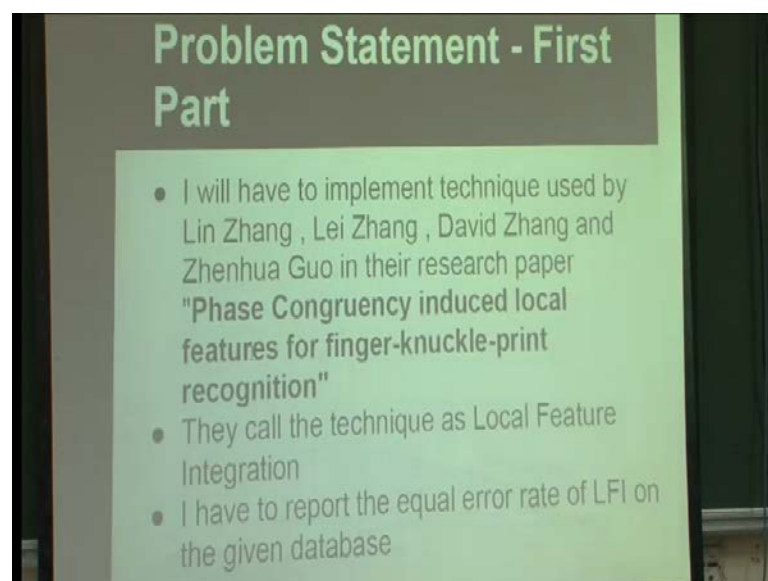 Problem Statement - First
Part
● I will have to implement technique used by
Lin Zhang , Lei Zhang , David Zhang and
Zhenhua Guo in their research paper
"Phase Congruency induced local
features for finger-knuckle-print
recognition"
● They call the technique as Local Feature
Integration
● I have to report the equal error rate of LFI on
the given database